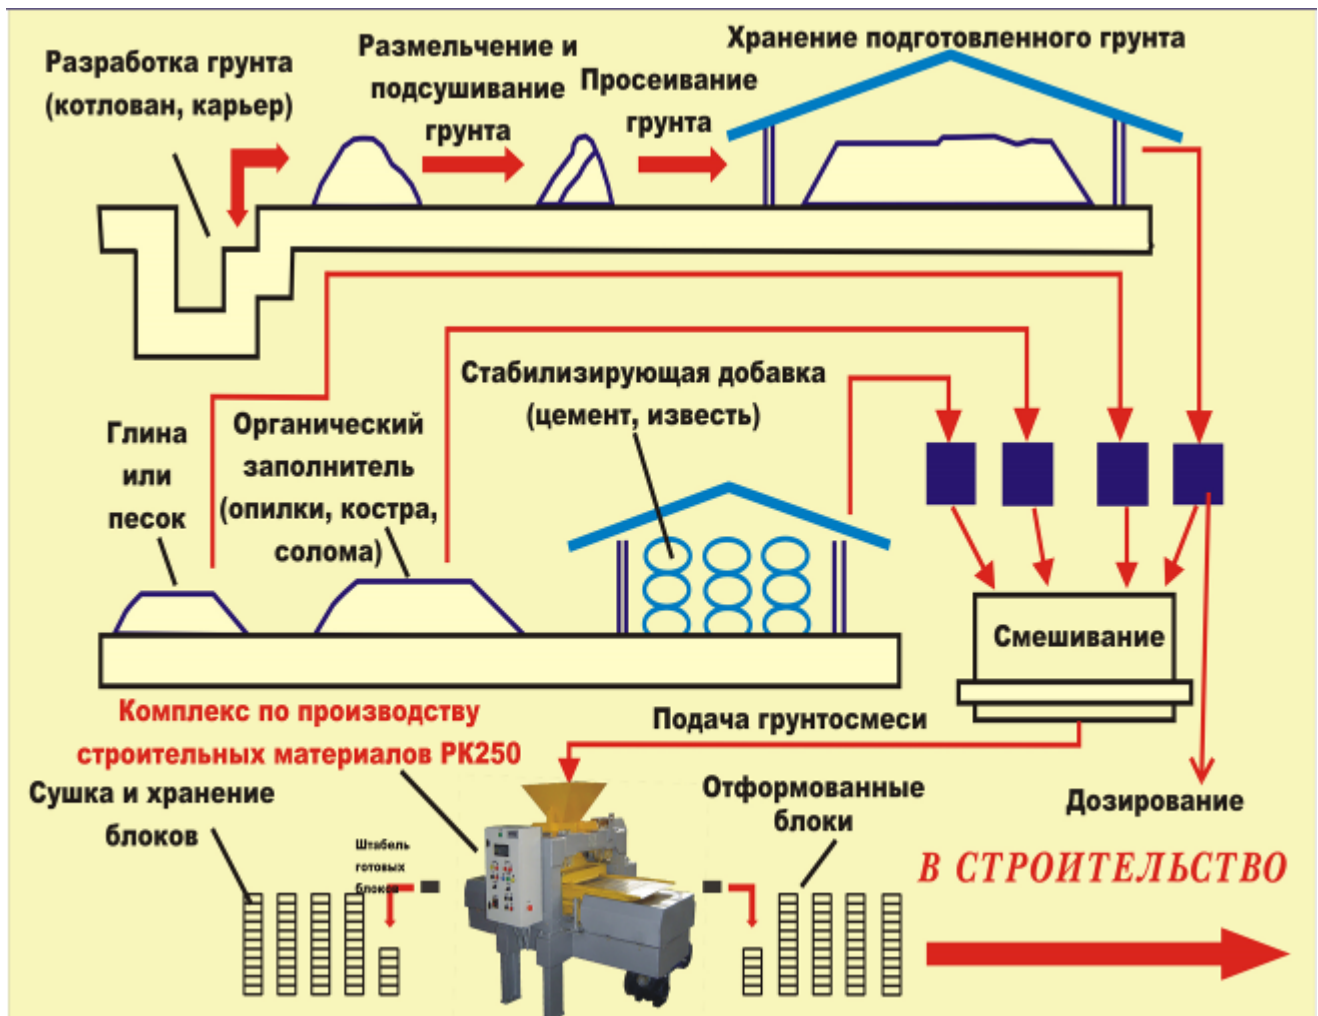 Разработка грунта
(котлован, карьер)
Размельчение и
подсушивание
грунта
Просеивание
грунта
Хранение подготовленного грунта
Глина
или
песок
Органический
заполнитель
(опилки, костра,
солома)
Стабилизирующая добавка
(цемент, известь)
Смешивание
Комплекс по производству
строительных материалов РК250
Подача грунтосмеси
Сушка и хранение
блоков
Штабель
готовых
блоков
Отформованные
блоки
Дозирование
В СТРОИТЕЛЬСТВО